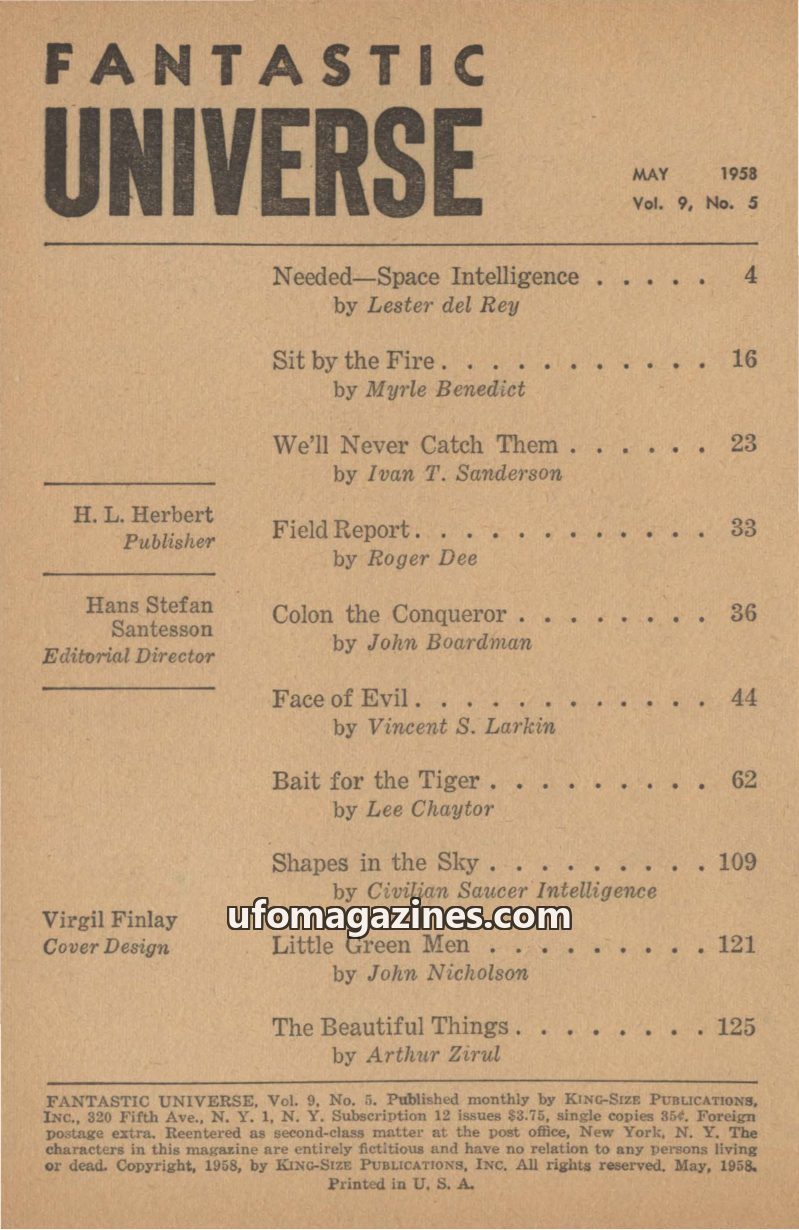 FANTASTIC
UNIVERSE
MAY 1958
Vol. 9, No. 5
Needed—Space Intelligence . . . . . 4
by Lester del Rey
Sit by the Fire . . . . . . . . . . . 16
by Myrle Benedict
We'll Never Catch Them . . . . . . 23
by Ivan T. Sanderson
Field Report . . . . . . . . . . . . 33
by Roger Dee
Colon the Conqueror . . . . . . . . 36
by John Boardman
Face of Evil . . . . . . . . . . . . 44
by Vincent S. Larkin
Bait for the Tiger . . . . . . . . . 62
by Lee Chaytor
Shapes in the Sky . . . . . . . . . 109
by Civilian Saucer Intelligence
Little Green Men . . . . . . . . . 121
by John Nicholson
The Beautiful Things . . . . . . . . 125
by Arthur Zirul
H. L. Herbert
Publisher
Hans Stefan
Santesson
Editorial Director
Virgil Finlay
Cover Design
ufomagazines.com
FANTASTIC UNIVERSE, Vol. 9, No. 5. Published monthly by KING-SIZE PUBLICATIONS,
INC., 320 Fifth Ave., N. Y. 1, N. Y. Subscription 12 issues $3.75, single copies 35¢. Foreign
postage extra. Reentered as second-class matter at the post office, New York, N. Y. The
characters in this magazine are entirely fictitious and have no relation to any persons living
or dead. Copyright, 1958, by KING-SIZE PUBLICATIONS, INC. All rights reserved. May, 1958.
Printed in U. S. A.